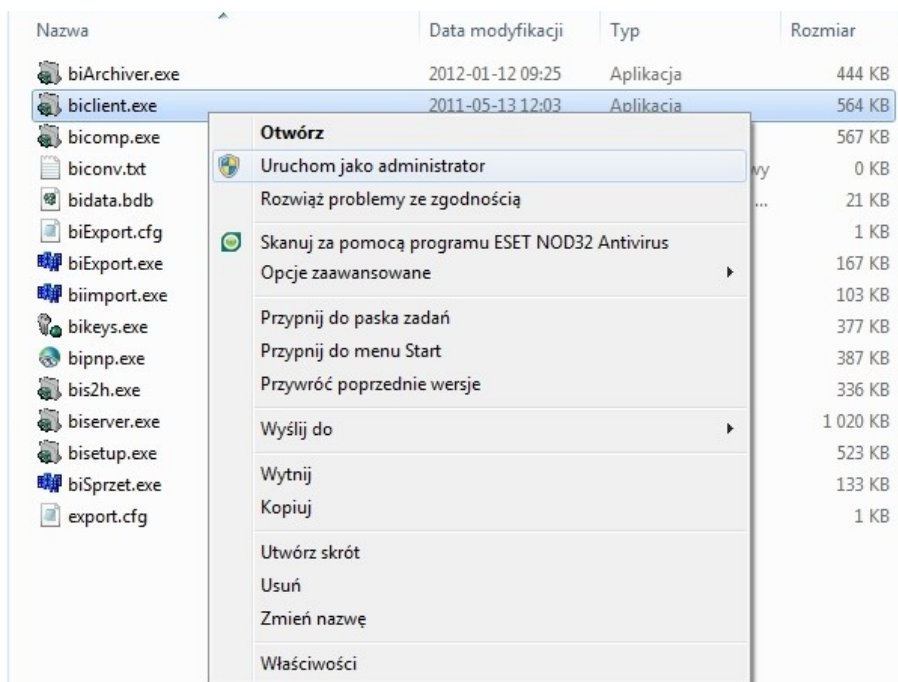 Nazwa Data modyfikacji Typ Rozmiar
biArchiver.exe 2012-01-12 09:25 Aplikacja 444 KB
biclient.exe 2011-05-13 12:03 Aplikacja 564 KB
bicomp.exe 567 KB
biconv.txt wy 0 KB
bidata.bdb ... 21 KB
biExport.cfg 1 KB
biExport.exe 167 KB
biimport.exe 103 KB
bikeys.exe 377 KB
bipnp.exe 387 KB
bis2h.exe 336 KB
biserver.exe 1 020 KB
bisetup.exe 523 KB
biSprzet.exe 133 KB
export.cfg 1 KB
Otwórz
Uruchom jako administrator
Rozwiąż problemy ze zgodnością
Skanuj za pomocą programu ESET NOD32 Antivirus
Opcje zaawansowane
Przypnij do paska zadań
Przypnij do menu Start
Przywróć poprzednie wersje
Wyślij do
Wytnij
Kopiuj
Utwórz skrót
Usuń
Zmień nazwę
Właściwości